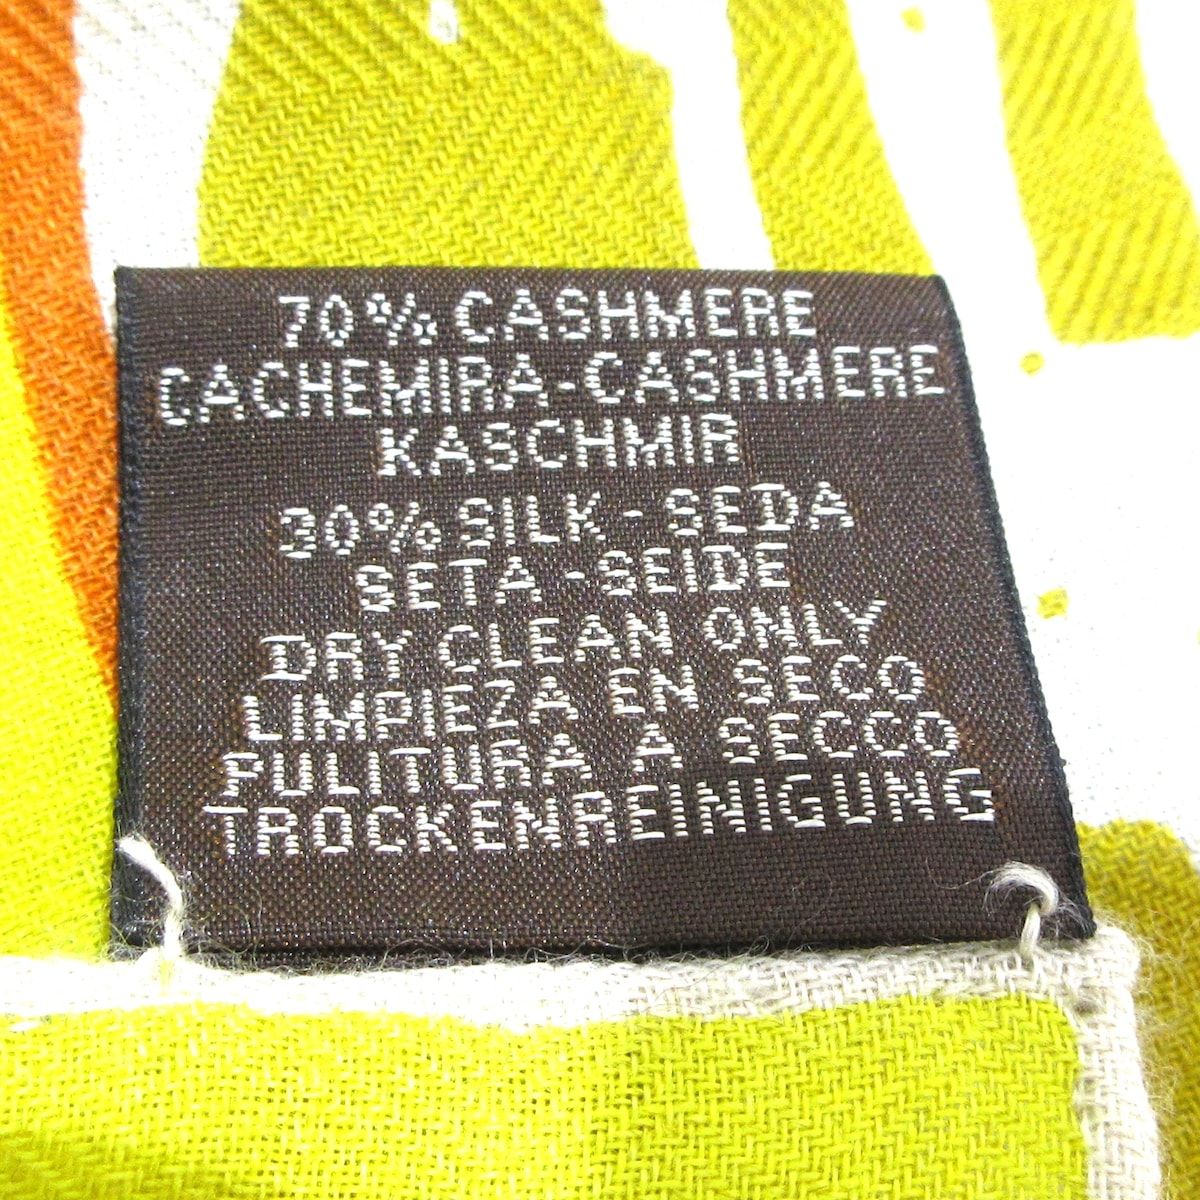 70% CASHMERE
CACHEMIRA-CASHMERE
KASCHMIR
30% SILK - SEDA
SETA - SEIDE
DRY CLEAN ONLY
LIMPIEZA EN SECO
PULITURA A SECCO
TROCKENREINIGUNG